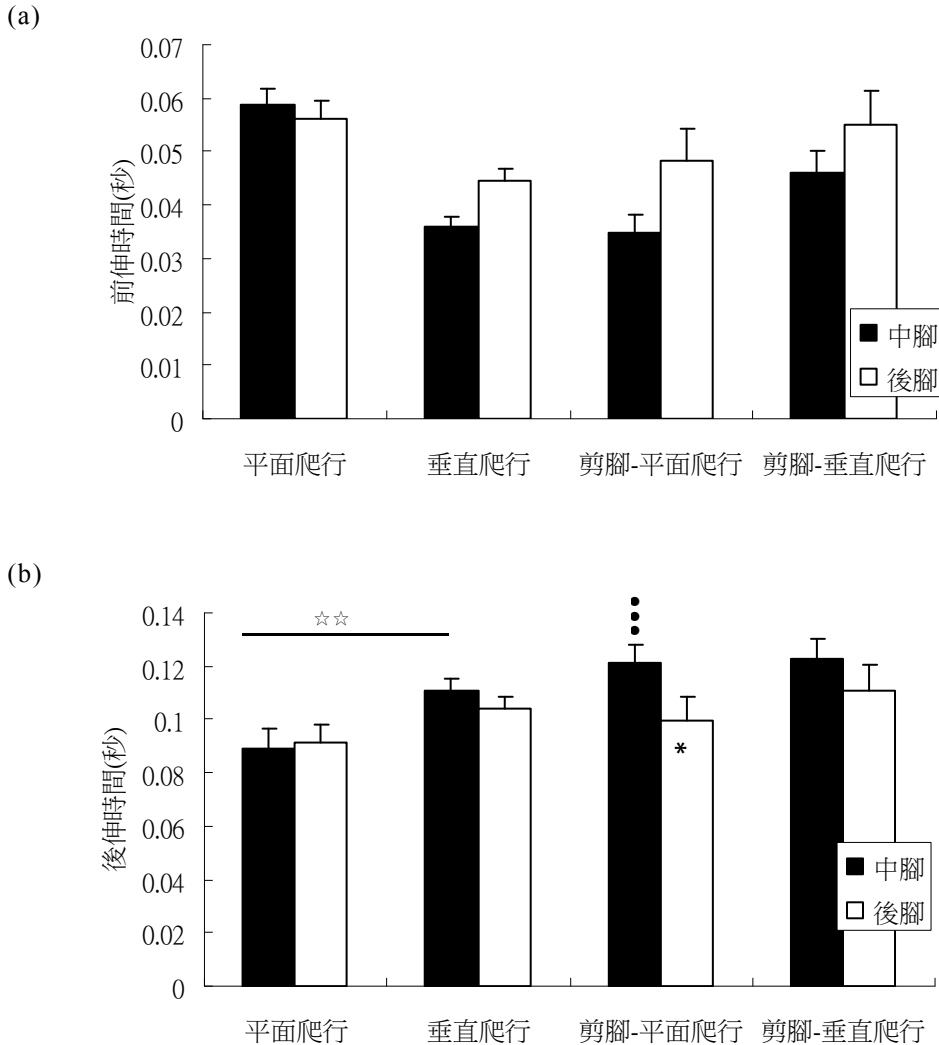 (a)
0.07
0.06
0.05
0.04
0.03
0.02
0.01
0
前伸時間(秒)
中腳
後腳
平面爬行 垂直爬行 剪腳-平面爬行 剪腳-垂直爬行
(b)
0.14
0.12
0.1
0.08
0.06
0.04
0.02
0
後伸時間(秒)
☆☆
*
中腳
後腳
平面爬行 垂直爬行 剪腳-平面爬行 剪腳-垂直爬行